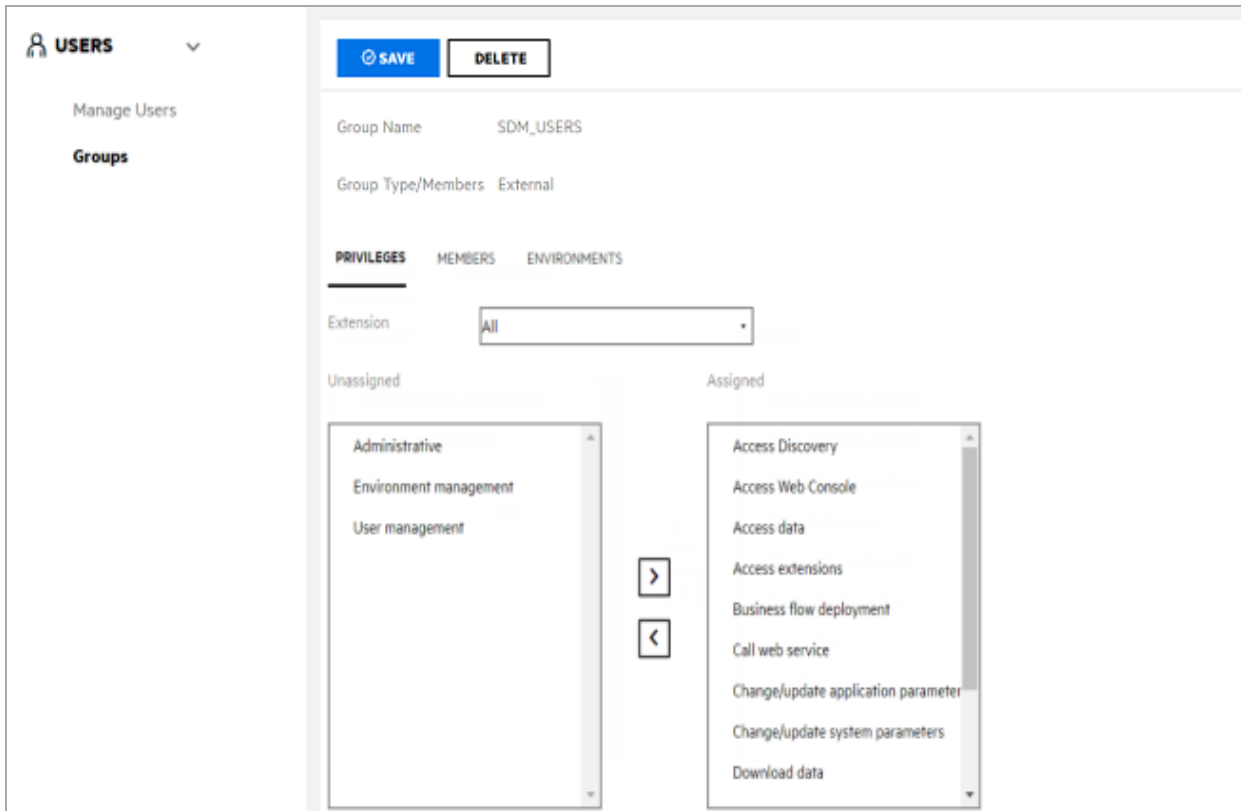 USERS
Manage Users
Groups
SAVE
DELETE
Group Name SDM_USERS
Group Type/Members External
PRIVILEGES MEMBERS ENVIRONMENTS
Extension All
Unassigned
Administrative
Environment management
User management
Assigned
Access Discovery
Access Web Console
Access data
Access extensions
Business flow deployment
Call web service
Change/update application parameter
Change/update system parameters
Download data